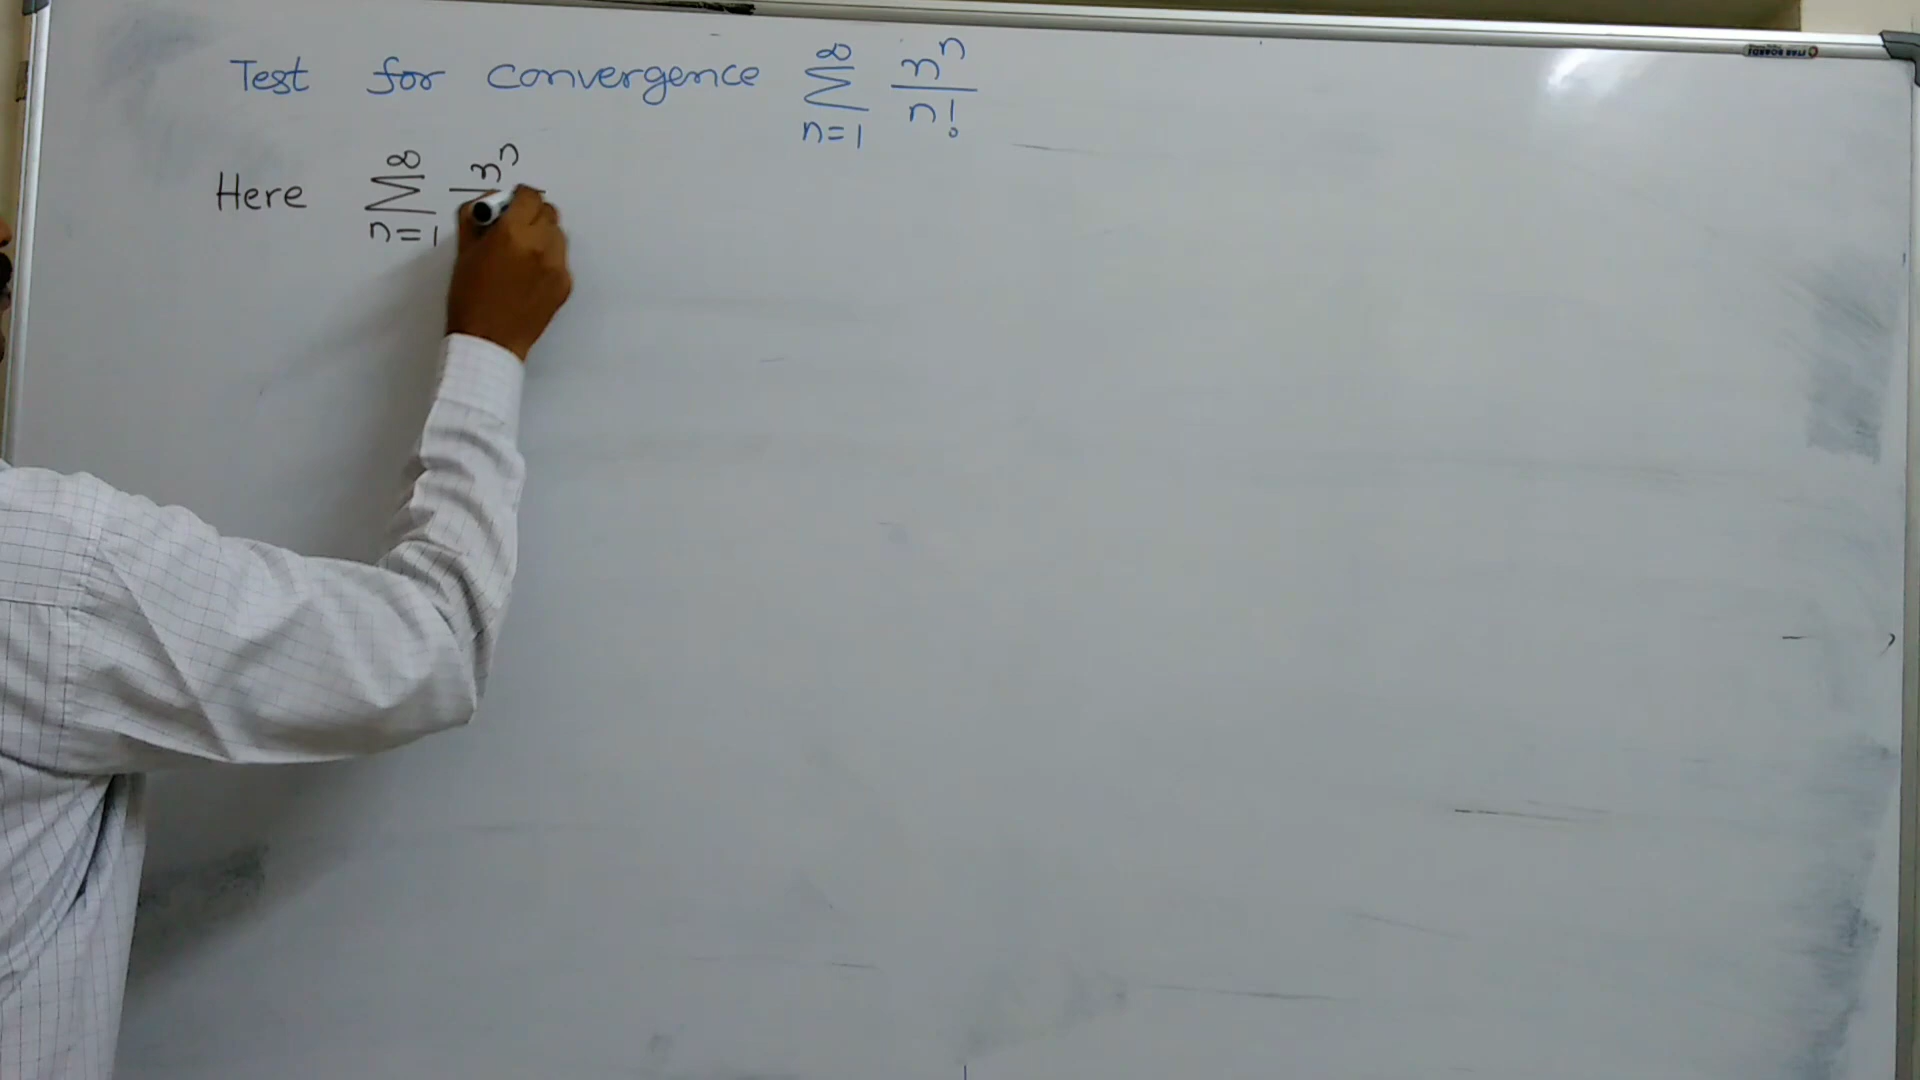 Test for convergence ∞ Σ n=1 n^n / n!
Here ∞ Σ n=1 n^n